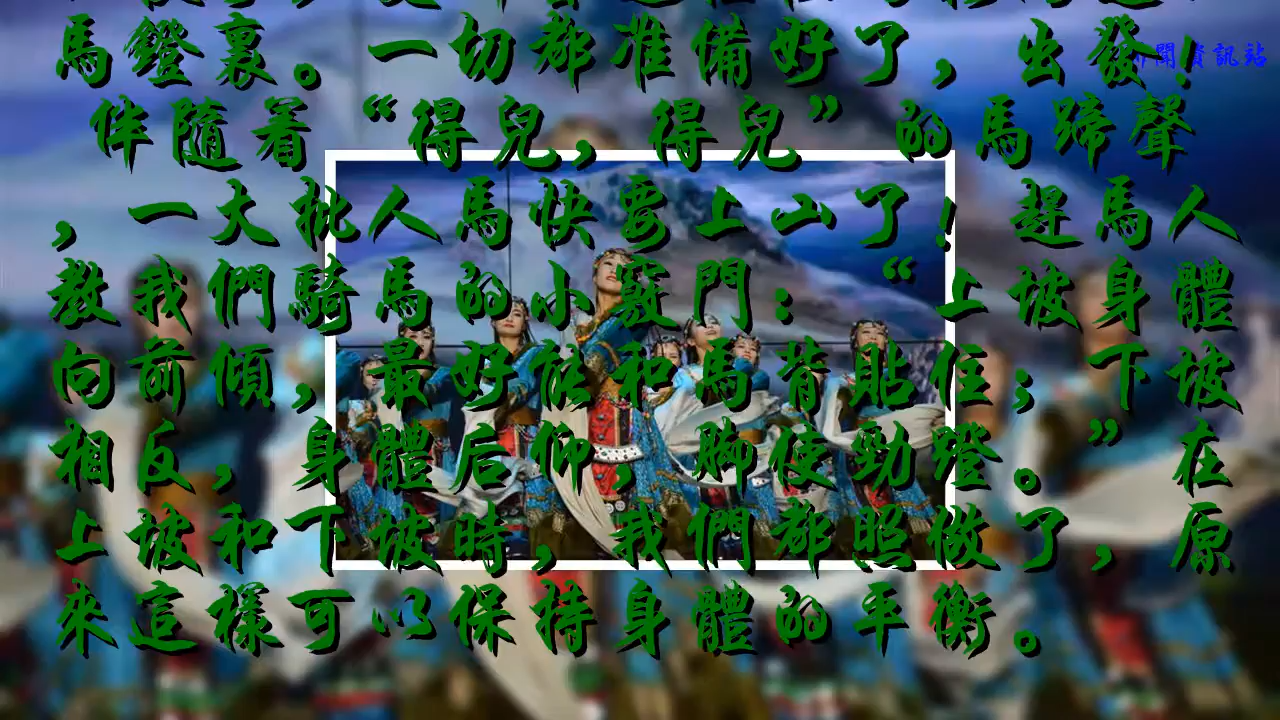 馬鐙裏。一切都准備好了，出發！
聞資訊站
伴隨着“得兒，得兒”的馬蹄聲
，一大批人馬快要上山了！趕馬人
教我們騎馬的小竅門：“上坡身體
向前傾，最好能和馬背貼住；下坡
相反，身體后仰，脚使勁蹬。”在
上坡和下坡時，我們都照做了，原
來這樣可以保持身體的平衡。